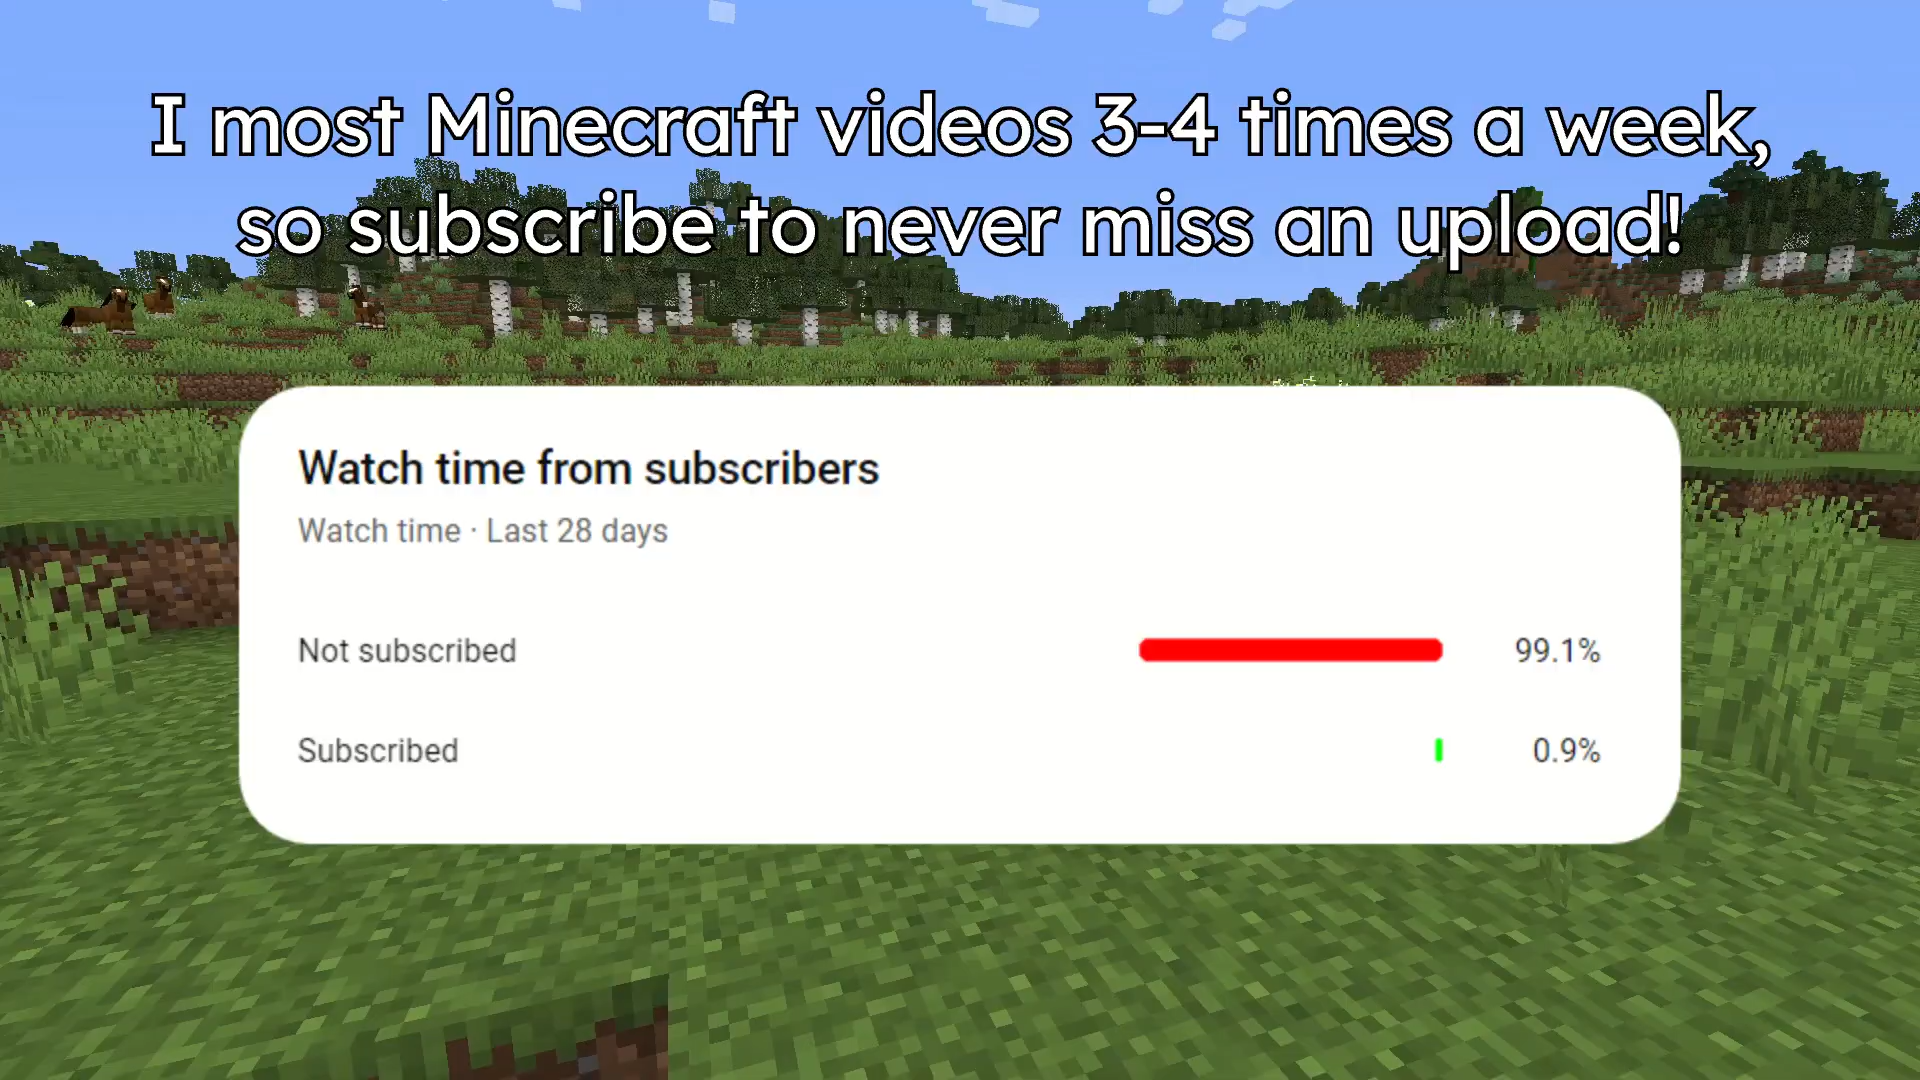 I most Minecraft videos 3-4 times a week,
so subscribe to never miss an upload!
Watch time from subscribers
Watch time · Last 28 days
Not subscribed 99.1%
Subscribed 0.9%